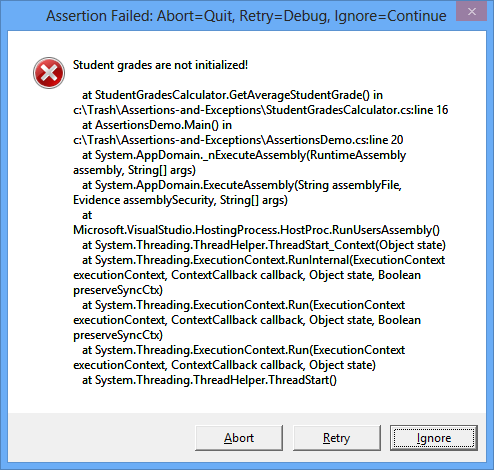 Assertion Failed: Abort=Quit, Retry=Debug, Ignore=Continue
Student grades are not initialized!
at StudentGradesCalculator.GetAverageStudentGrade() in
c:\Trash\Assertions-and-Exceptions\StudentGradesCalculator.cs:line 16
at AssertionsDemo.Main() in
c:\Trash\Assertions-and-Exceptions\AssertionsDemo.cs:line 20
at System.AppDomain._nExecuteAssembly(RuntimeAssembly
assembly, String[] args)
at System.AppDomain.ExecuteAssembly(String assemblyFile,
Evidence assemblySecurity, String[] args)
at
Microsoft.VisualStudio.HostingProcess.HostProc.RunUsersAssembly()
at System.Threading.ThreadHelper.ThreadStart_Context(Object state)
at System.Threading.ExecutionContext.RunInternal(ExecutionContext
executionContext, ContextCallback callback, Object state, Boolean
preserveSyncCtx)
at System.Threading.ExecutionContext.Run(ExecutionContext
executionContext, ContextCallback callback, Object state, Boolean
preserveSyncCtx)
at System.Threading.ExecutionContext.Run(ExecutionContext
executionContext, ContextCallback callback, Object state)
at System.Threading.ThreadHelper.ThreadStart()
Abort Retry Ignore